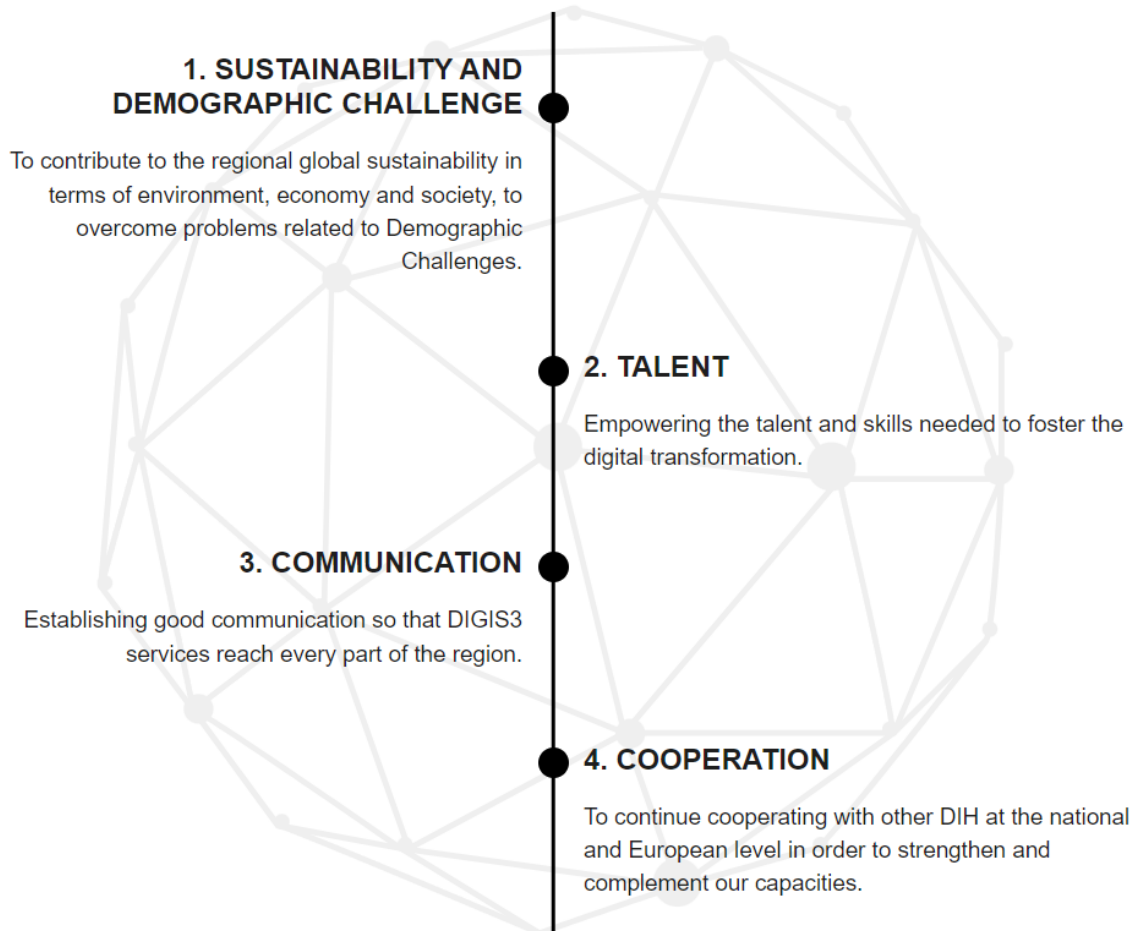 1. SUSTAINABILITY AND
DEMOGRAPHIC CHALLENGE
To contribute to the regional global sustainability in
terms of environment, economy and society, to
overcome problems related to Demographic
Challenges.
2. TALENT
Empowering the talent and skills needed to foster the
digital transformation.
3. COMMUNICATION
Establishing good communication so that DIGIS3
services reach every part of the region.
4. COOPERATION
To continue cooperating with other DIH at the national
and European level in order to strengthen and
complement our capacities.